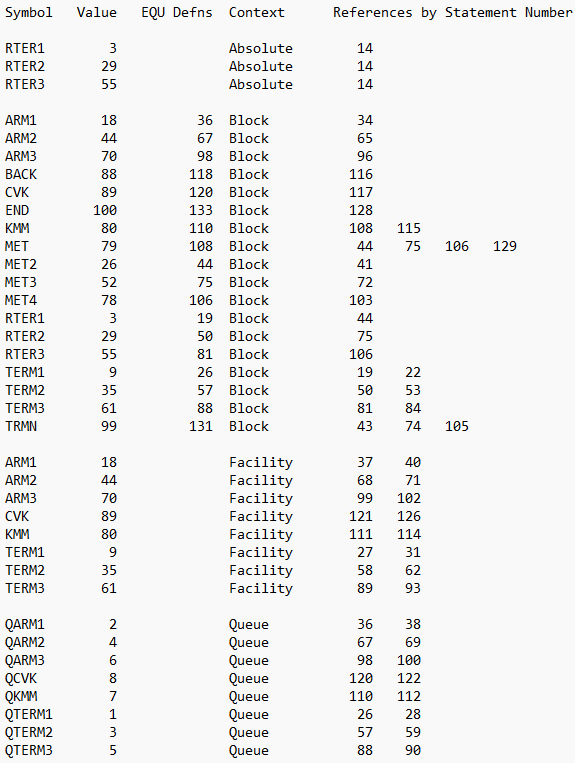 Symbol Value EQU Defns Context References by Statement Number
RTER1 3 Absolute 14
RTER2 29 Absolute 14
RTER3 55 Absolute 14
ARM1 18 36 Block 34
ARM2 44 67 Block 65
ARM3 70 98 Block 96
BACK 88 118 Block 116
CVK 89 120 Block 117
END 100 133 Block 128
KMM 80 110 Block 108 115
MET 79 108 Block 44 75 106 129
MET2 26 44 Block 41
MET3 52 75 Block 72
MET4 78 106 Block 103
RTER1 3 19 Block 44
RTER2 29 50 Block 75
RTER3 55 81 Block 106
TERM1 9 26 Block 19 22
TERM2 35 57 Block 50 53
TERM3 61 88 Block 81 84
TRMN 99 131 Block 43 74 105
ARM1 18 Facility 37 40
ARM2 44 Facility 68 71
ARM3 70 Facility 99 102
CVK 89 Facility 121 126
KMM 80 Facility 111 114
TERM1 9 Facility 27 31
TERM2 35 Facility 58 62
TERM3 61 Facility 89 93
QARM1 2 Queue 36 38
QARM2 4 Queue 67 69
QARM3 6 Queue 98 100
QCVK 8 Queue 120 122
QKMM 7 Queue 110 112
QTERM1 1 Queue 26 28
QTERM2 3 Queue 57 59
QTERM3 5 Queue 88 90